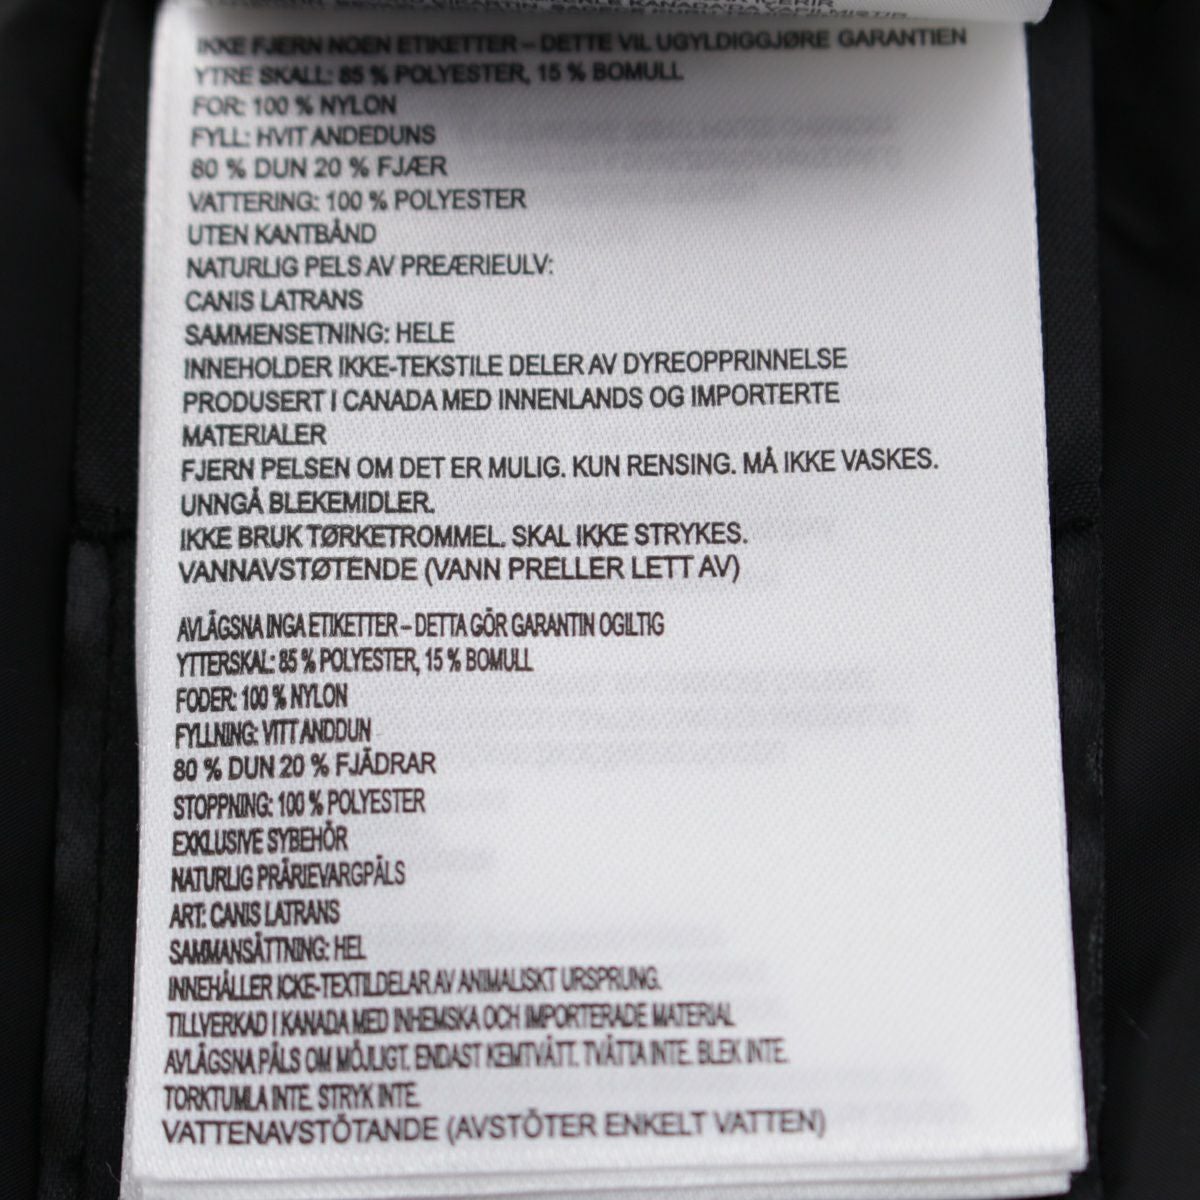 IKKE FJERN NOEN ETIKETTER – DETTE VIL UGYLDIGGJØRE GARANTIEN
YTRE SKALL: 85 % POLYESTER, 15 % BOMULL
FOR: 100 % NYLON
FYLL: HVIT ANDEDUNS
80 % DUN 20 % FJÆR
VATTERING: 100 % POLYESTER
UTEN KANTBÅND
NATURLIG PELS AV PREÆRIEULV:
CANIS LATRANS
SAMMENSETNING: HELE
INNEHOLDER IKKE-TEKSTILE DELER AV DYREOPPRINNELSE
PRODUSERT I CANADA MED INNENLANDS OG IMPORTERTE
MATERIALER
FJERN PELSEN OM DET ER MULIG. KUN RENSING. MÅ IKKE VASKES.
UNNGÅ BLEKEMIDLER.
IKKE BRUK TØRKETROMMEL. SKAL IKKE STRYKES.
VANNAVSTØTENDE (VANN PRELLER LETT AV)
AVLÄGSNA INGA ETIKETTER – DETTA GÖR GARANTIN OGILTIG
YTTERSKAL: 85 % POLYESTER, 15 % BOMULL
FODER: 100 % NYLON
FYLLNING: VITT ANDDUN
80 % DUN 20 % FJÄDRAR
STOPPNING: 100 % POLYESTER
EXKLUSIVE SYBEHÖR
NATURLIG PRÄRIEVARGPÄLS
ART: CANIS LATRANS
SAMMANSÄTTNING: HEL
INNEHÅLLER ICKE-TEXTILDELAR AV ANIMALISKT URSPRUNG.
TILLVERKAD I KANADA MED INHEMSKA OCH IMPORTERADE MATERIAL
AVLÄGSNA PÄLS OM MÖJLIGT. ENDAST KEMTVÄTT. TVÄTTA INTE. BLEK INTE.
TORKTUMLA INTE. STRYK INTE.
VATTENAVSTÖTANDE (AVSTÖTER ENKELT VATTEN)